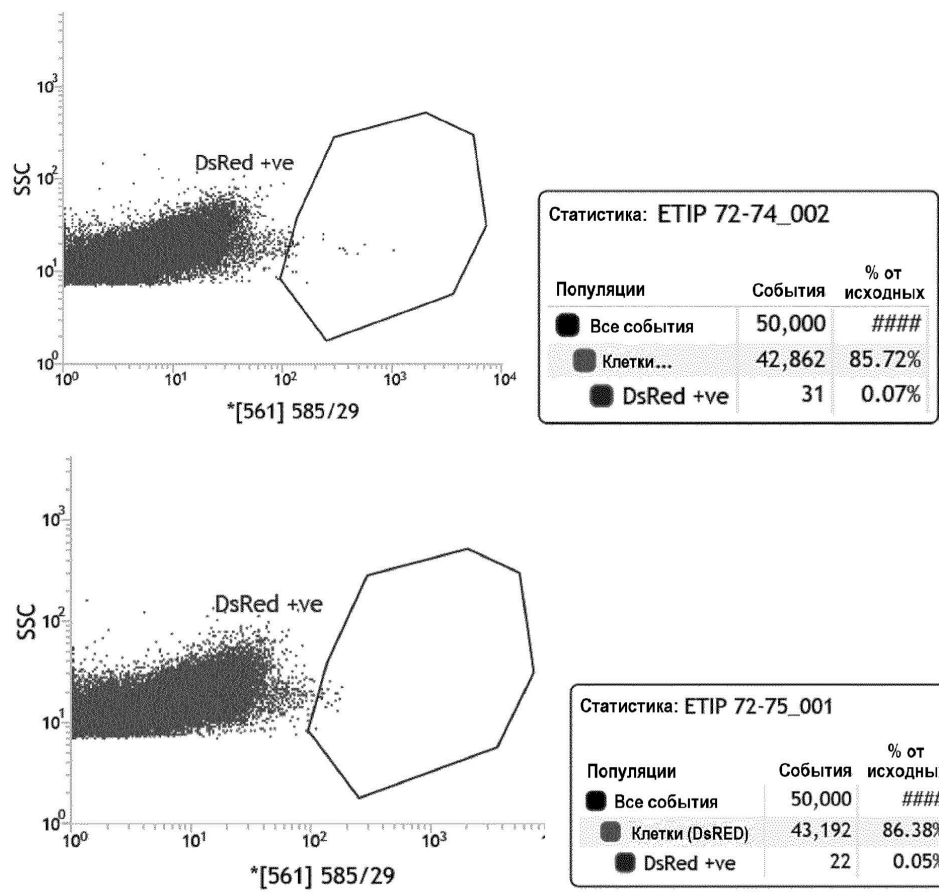 10³
10²
10¹
10⁰
SSC
DsRed +ve
10⁰ 10¹ 10² 10³ 10⁴
*[561] 585/29
Статистика: ETIP 72-74_002
% от
Популяции События исходных
Все события 50,000 ####
Клетки... 42,862 85.72%
DsRed +ve 31 0.07%
10³
10²
10¹
10⁰
SSC
DsRed +ve
10⁰ 10¹ 10² 10³
*[561] 585/29
Статистика: ETIP 72-75_001
% от
Популяции События исходных
Все события 50,000 ####
Клетки (DsRED) 43,192 86.38%
DsRed +ve 22 0.05%